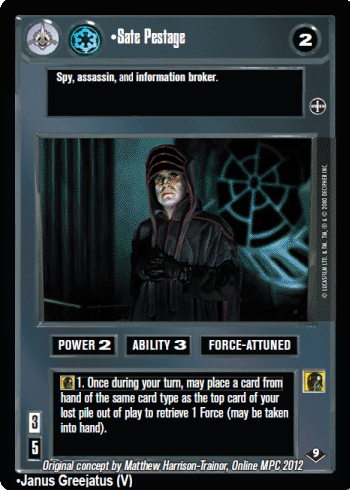 •Sate Pestage
2
Spy, assassin, and information broker.
© & © 2000 DECIPHER INC.
LUCASFILM LTD. & TM, TM, ® &
POWER 2
ABILITY 3
FORCE-ATTUNED
1. Once during your turn, may place a card from
hand of the same card type as the top card of your
lost pile out of play to retrieve 1 Force (may be taken
into hand).
3
5
9
Original concept by Matthew Harrison-Trainor, Online MPC 2012
•Janus Greejatus (V)